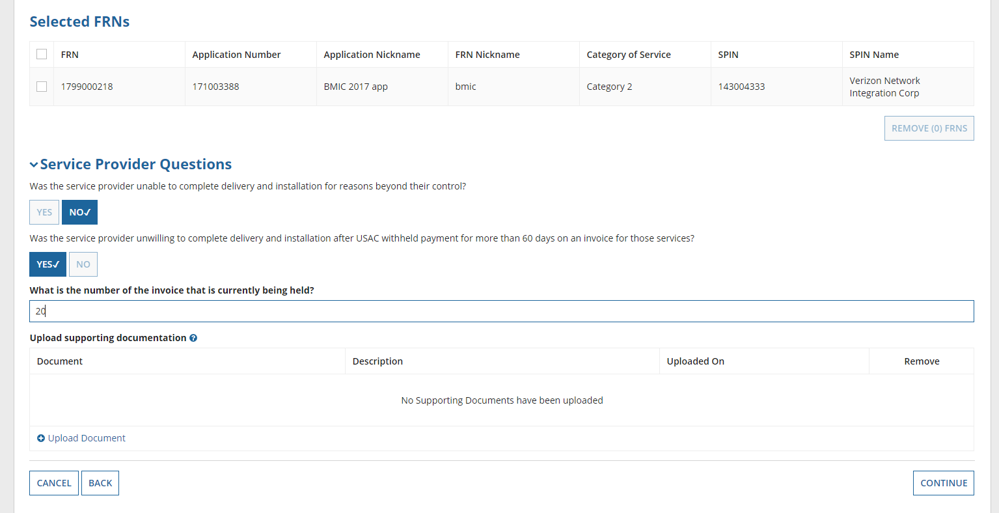 Selected FRNs
FRN Application Number Application Nickname FRN Nickname Category of Service SPIN SPIN Name
1799000218 171003388 BMIC 2017 app bmic Category 2 143004333 Verizon Network
Integration Corp
REMOVE (0) FRNS
Service Provider Questions
Was the service provider unable to complete delivery and installation for reasons beyond their control?
YES NO✓
Was the service provider unwilling to complete delivery and installation after USAC withheld payment for more than 60 days on an invoice for those services?
YES✓ NO
What is the number of the invoice that is currently being held?
20
Upload supporting documentation ?
Document Description Uploaded On Remove
No Supporting Documents have been uploaded
Upload Document
CANCEL BACK CONTINUE